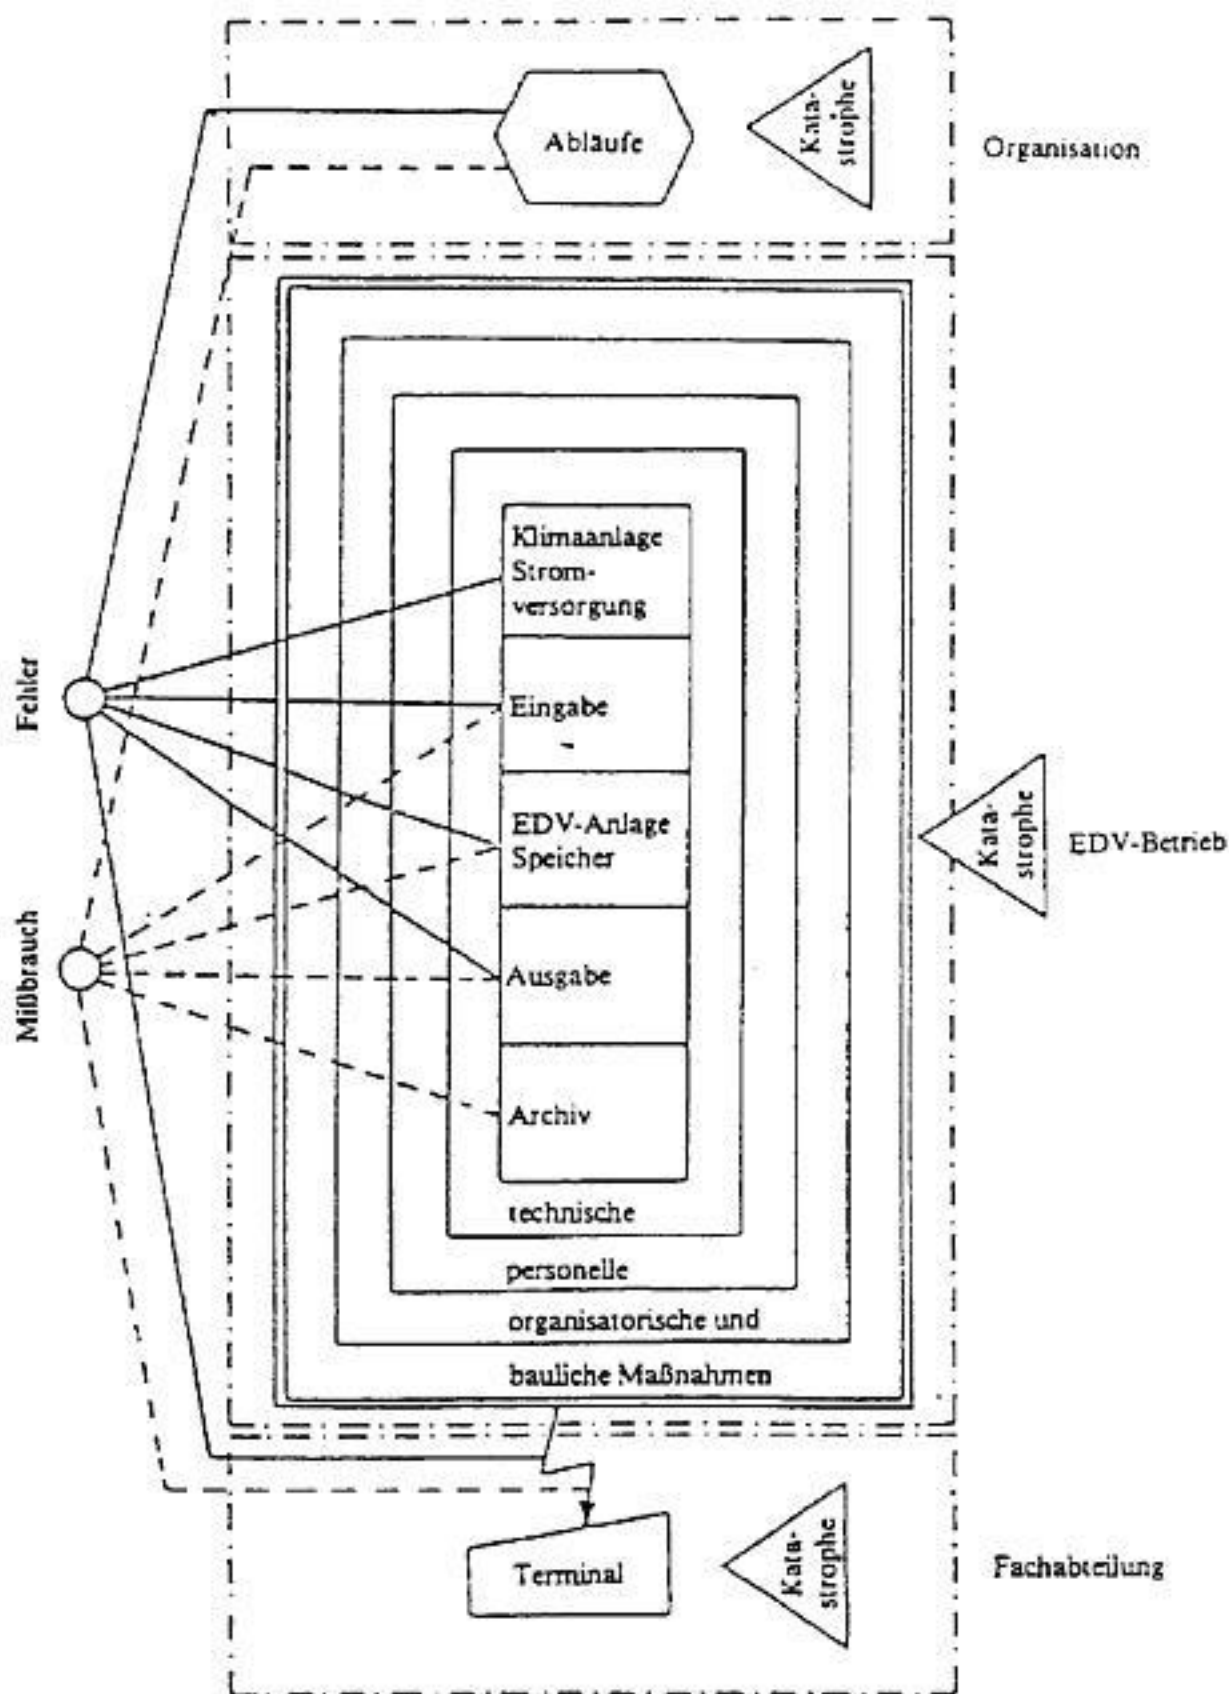 Abläufe
Kata-
strophe
Organisation
Klimaanlage
Strom-
versorgung
Fehler
Eingabe
EDV-Anlage
Speicher
Kata-
strophe
EDV-Betrieb
Mißbrauch
Ausgabe
Archiv
technische
personelle
organisatorische und
bauliche Maßnahmen
Terminal
Kata-
strophe
Fachabteilung